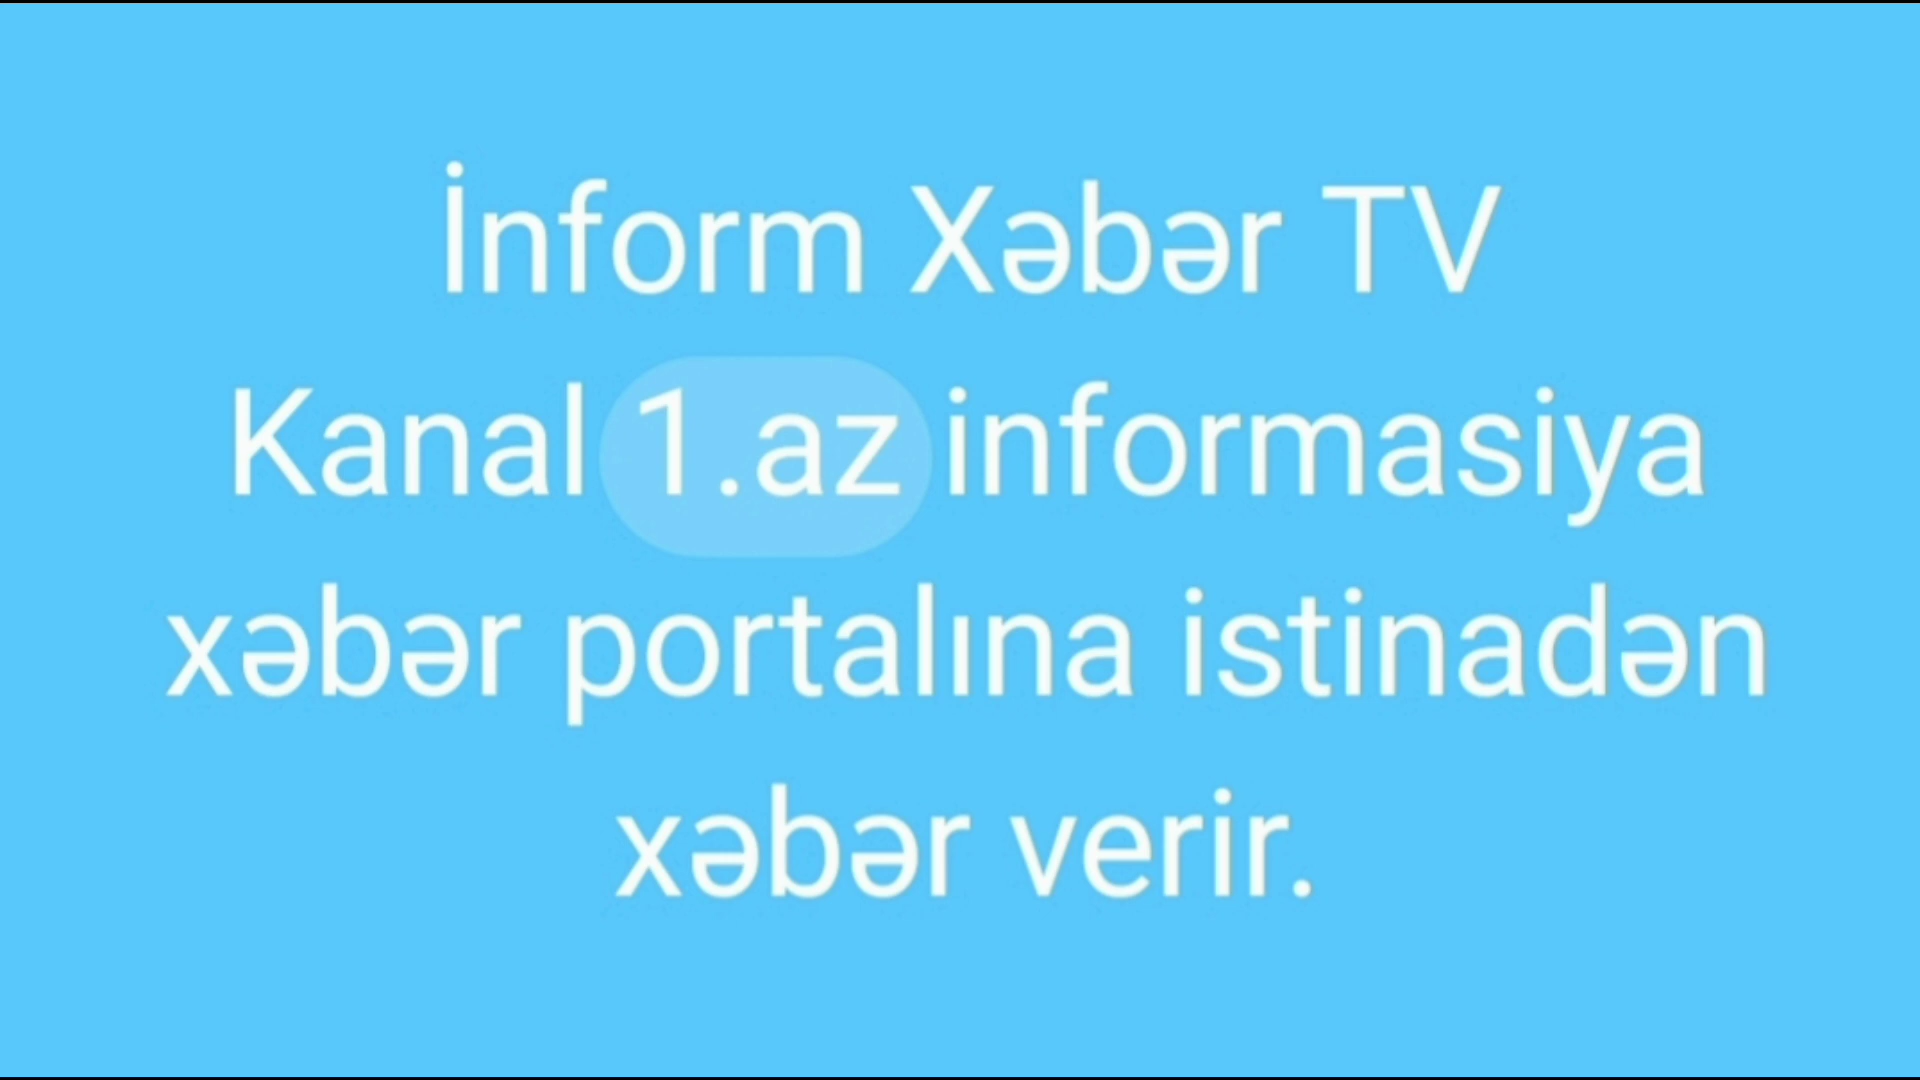 İnform Xəbər TV
Kanal 1.az informasiya
xəbər portalına istinadən
xəbər verir.